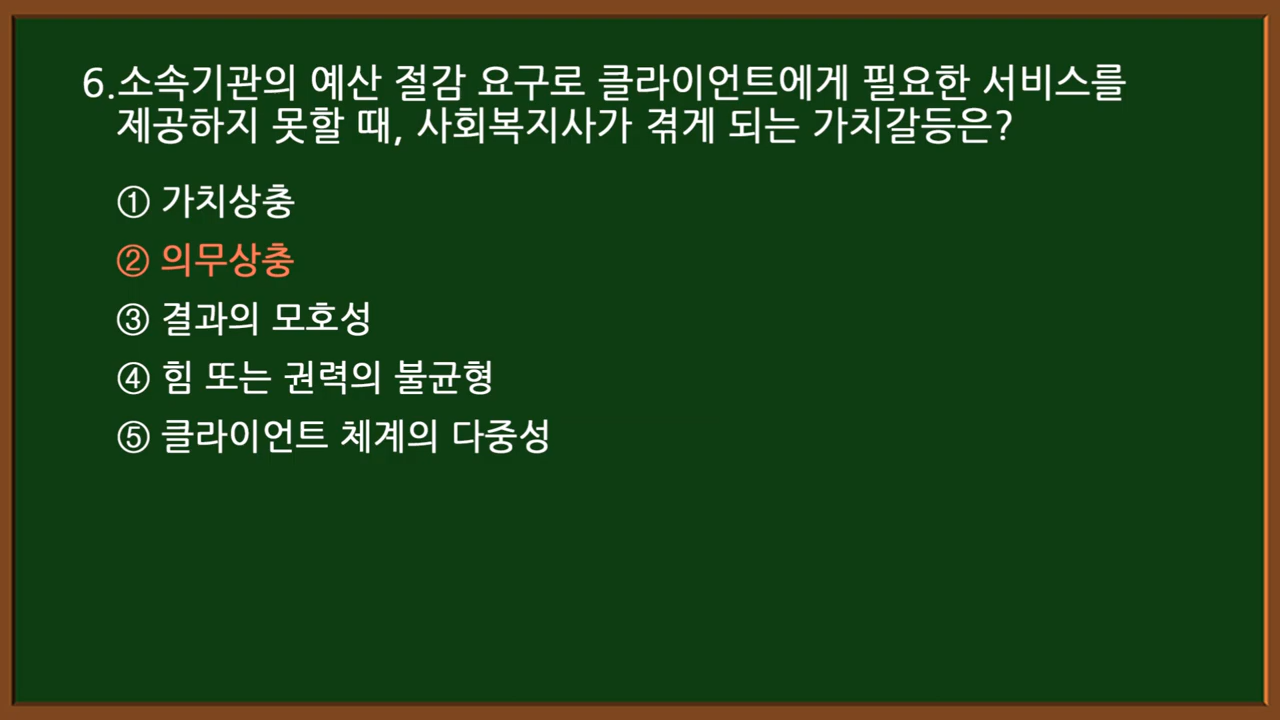 6.소속기관의 예산 절감 요구로 클라이언트에게 필요한 서비스를
제공하지 못할 때, 사회복지사가 겪게 되는 가치갈등은?
① 가치상충
② 의무상충
③ 결과의 모호성
④ 힘 또는 권력의 불균형
⑤ 클라이언트 체계의 다중성